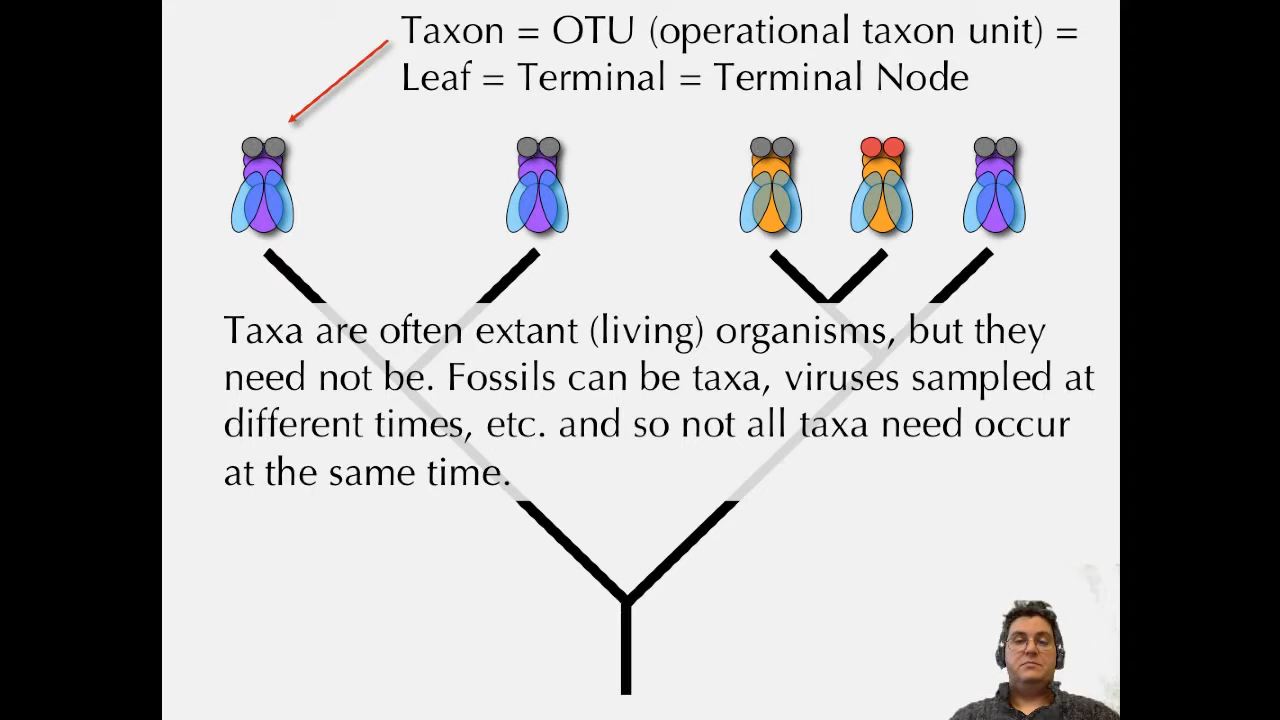 Taxon = OTU (operational taxon unit) =
Leaf = Terminal = Terminal Node
Taxa are often extant (living) organisms, but they
need not be. Fossils can be taxa, viruses sampled at
different times, etc. and so not all taxa need occur
at the same time.